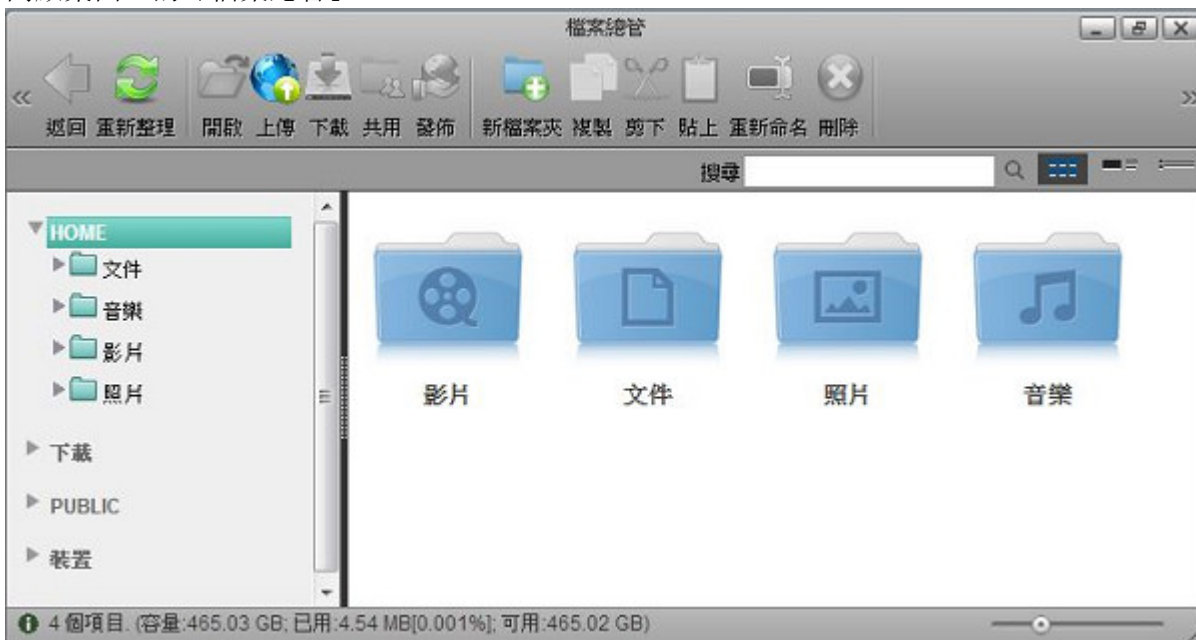 檔案總管
« 返回 重新整理 開啟 上傳 下載 共用 發佈 新檔案夾 複製 剪下 貼上 重新命名 刪除 »
搜尋
HOME
文件
音樂
影片
照片
下載
PUBLIC
裝置
影片 文件 照片 音樂
4 個項目. (容量:465.03 GB; 已用:4.54 MB[0.001%]; 可用:465.02 GB)